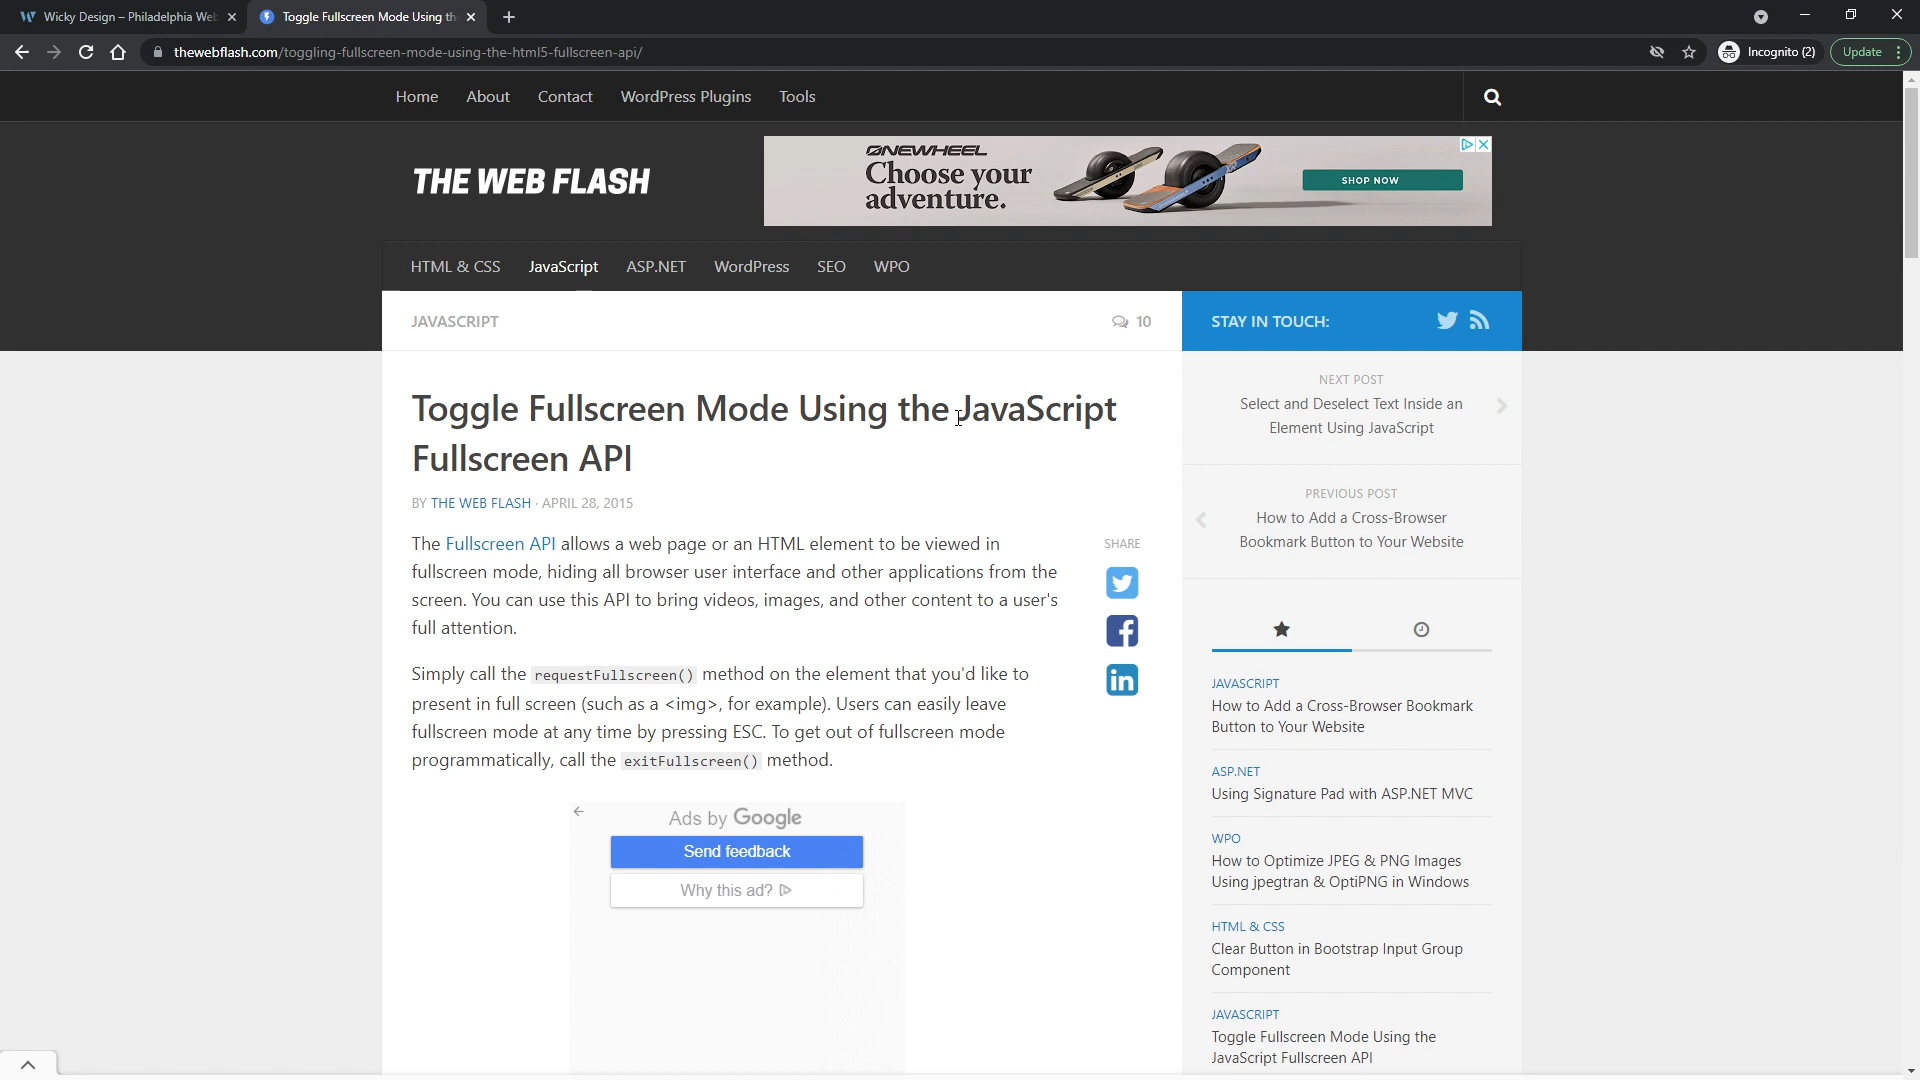 Wicky Design – Philadelphia Web
Toggle Fullscreen Mode Using th
thewebflash.com/toggling-fullscreen-mode-using-the-html5-fullscreen-api/
Incognito (2)
Update
Home
About
Contact
WordPress Plugins
Tools
THE WEB FLASH
ONEWHEEL
Choose your
adventure.
SHOP NOW
HTML & CSS
JavaScript
ASP.NET
WordPress
SEO
WPO
JAVASCRIPT
10
STAY IN TOUCH:
Toggle Fullscreen Mode Using the JavaScript
Fullscreen API
BY THE WEB FLASH · APRIL 28, 2015
The Fullscreen API allows a web page or an HTML element to be viewed in
fullscreen mode, hiding all browser user interface and other applications from the
screen. You can use this API to bring videos, images, and other content to a user's
full attention.
Simply call the requestFullscreen() method on the element that you'd like to
present in full screen (such as a <img>, for example). Users can easily leave
fullscreen mode at any time by pressing ESC. To get out of fullscreen mode
programmatically, call the exitFullscreen() method.
SHARE
Ads by Google
Send feedback
Why this ad?
NEXT POST
Select and Deselect Text Inside an
Element Using JavaScript
PREVIOUS POST
How to Add a Cross-Browser
Bookmark Button to Your Website
JAVASCRIPT
How to Add a Cross-Browser Bookmark
Button to Your Website
ASP.NET
Using Signature Pad with ASP.NET MVC
WPO
How to Optimize JPEG & PNG Images
Using jpegtran & OptiPNG in Windows
HTML & CSS
Clear Button in Bootstrap Input Group
Component
JAVASCRIPT
Toggle Fullscreen Mode Using the
JavaScript Fullscreen API